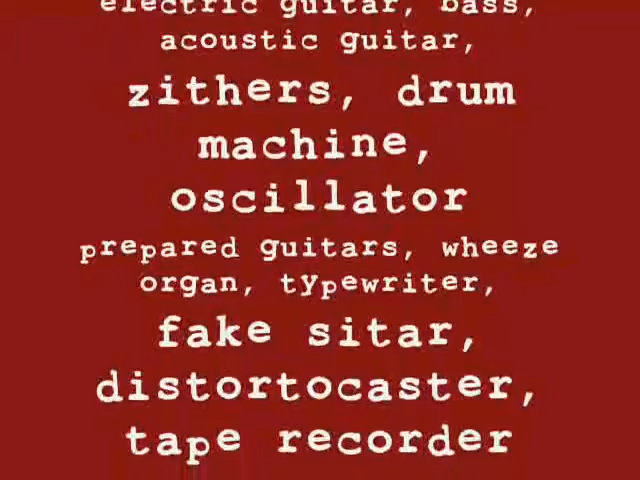 electric guitar, bass,
acoustic guitar,
zithers, drum
machine,
oscillator
prepared guitars, wheeze
organ, typewriter,
fake sitar,
distortocaster,
tape recorder